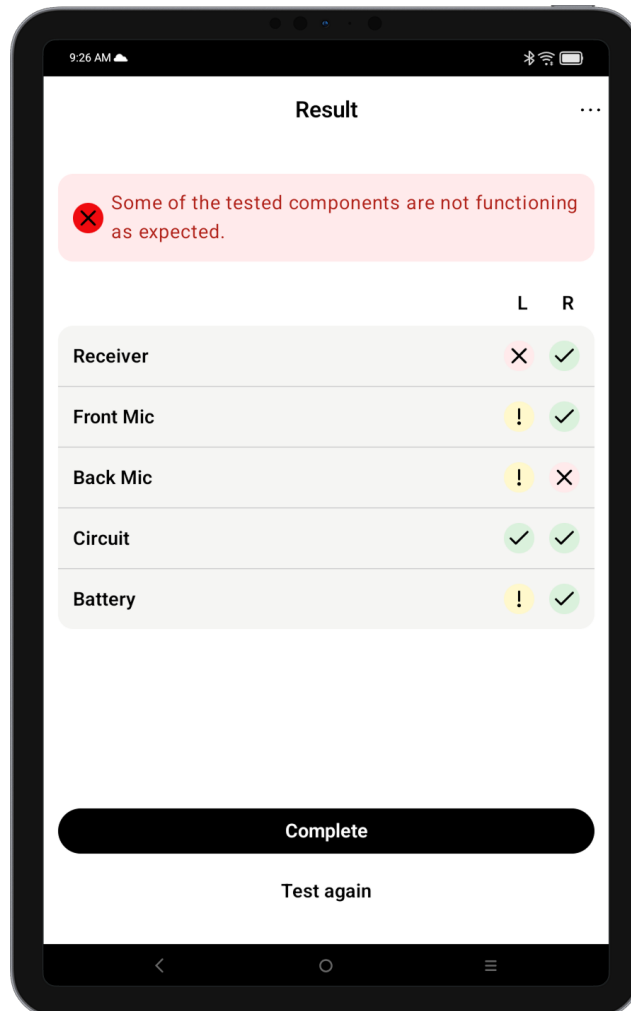 9:26 AM
Result
Some of the tested components are not functioning
as expected.
L R
Receiver
Front Mic
Back Mic
Circuit
Battery
Complete
Test again